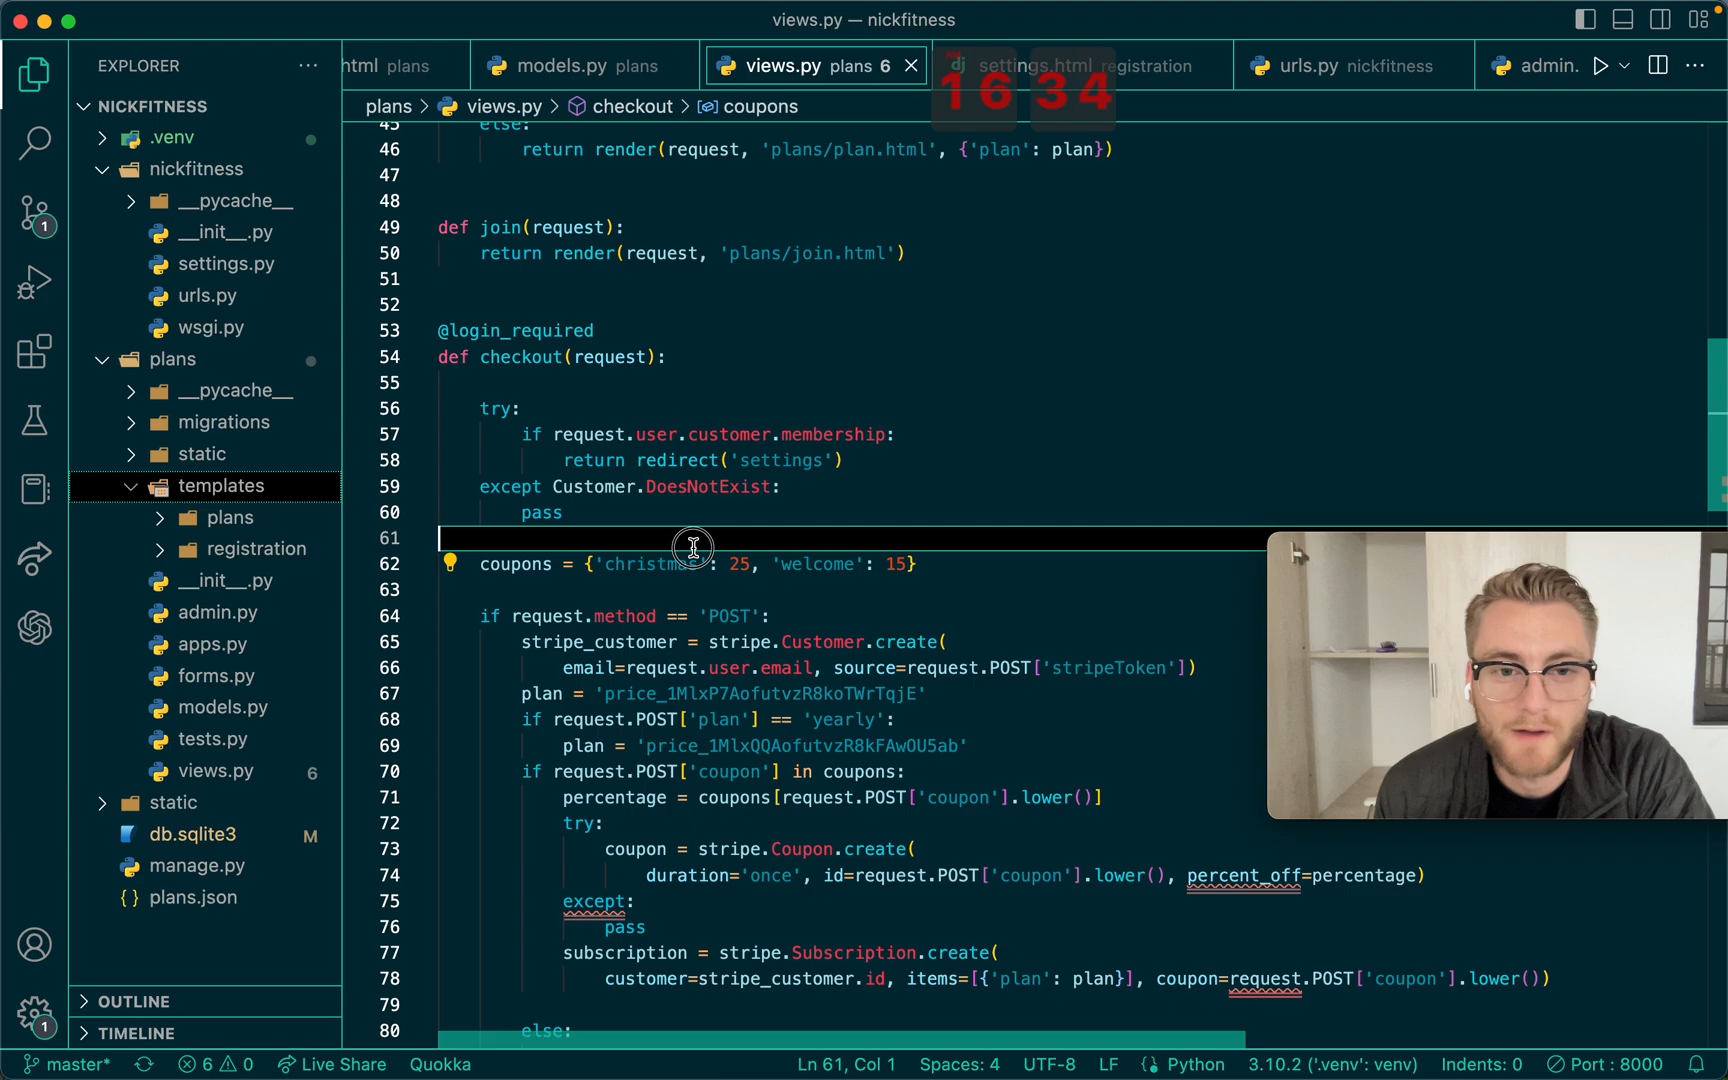 views.py — nickfitness
EXPLORER
NICKFITNESS
.venv
nickfitness
__pycache__
__init__.py
settings.py
urls.py
wsgi.py
plans
__pycache__
migrations
static
templates
plans
registration
__init__.py
admin.py
apps.py
forms.py
models.py
tests.py
views.py 6
static
db.sqlite3 M
manage.py
plans.json
OUTLINE
TIMELINE
1
1
html plans
models.py plans
views.py plans 6
settings.html registration
urls.py nickfitness
admin.
16 34
plans > views.py > checkout > coupons
45 else:
46 return render(request, 'plans/plan.html', {'plan': plan})
47
48
49 def join(request):
50 return render(request, 'plans/join.html')
51
52
53 @login_required
54 def checkout(request):
55
56 try:
57 if request.user.customer.membership:
58 return redirect('settings')
59 except Customer.DoesNotExist:
60 pass
61
62 coupons = {'christmas': 25, 'welcome': 15}
63
64 if request.method == 'POST':
65 stripe_customer = stripe.Customer.create(
66 email=request.user.email, source=request.POST['stripeToken'])
67 plan = 'price_1MlxP7AofutvzR8koTWrTqjE'
68 if request.POST['plan'] == 'yearly':
69 plan = 'price_1MlxQQAofutvzR8kFAwOU5ab'
70 if request.POST['coupon'] in coupons:
71 percentage = coupons[request.POST['coupon'].lower()]
72 try:
73 coupon = stripe.Coupon.create(
74 duration='once', id=request.POST['coupon'].lower(), percent_off=percentage)
75 except:
76 pass
77 subscription = stripe.Subscription.create(
78 customer=stripe_customer.id, items=[{'plan': plan}], coupon=request.POST['coupon'].lower())
79
80 else:
master* 6 0 Live Share Quokka Ln 61, Col 1 Spaces: 4 UTF-8 LF Python 3.10.2 ('.venv': venv) Indents: 0 Port : 8000